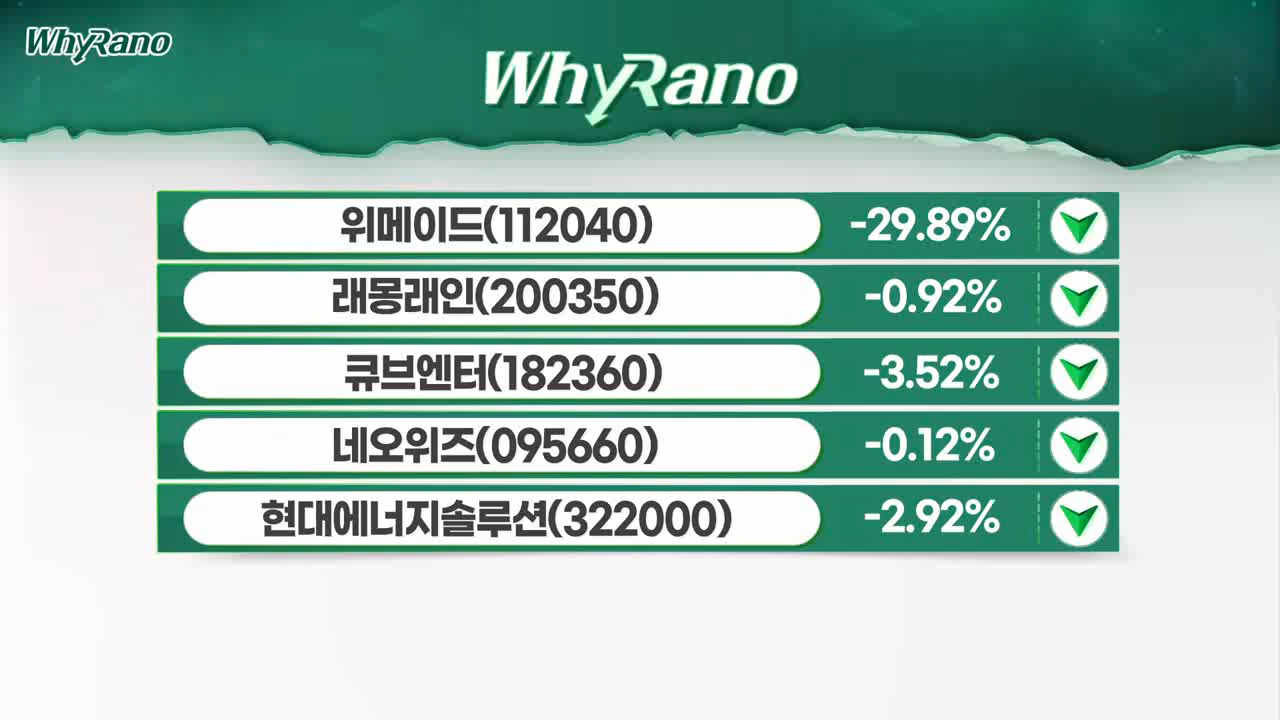 WhyRano
WhyRano
위메이드(112040) -29.89%
래몽래인(200350) -0.92%
큐브엔터(182360) -3.52%
네오위즈(095660) -0.12%
현대에너지솔루션(322000) -2.92%